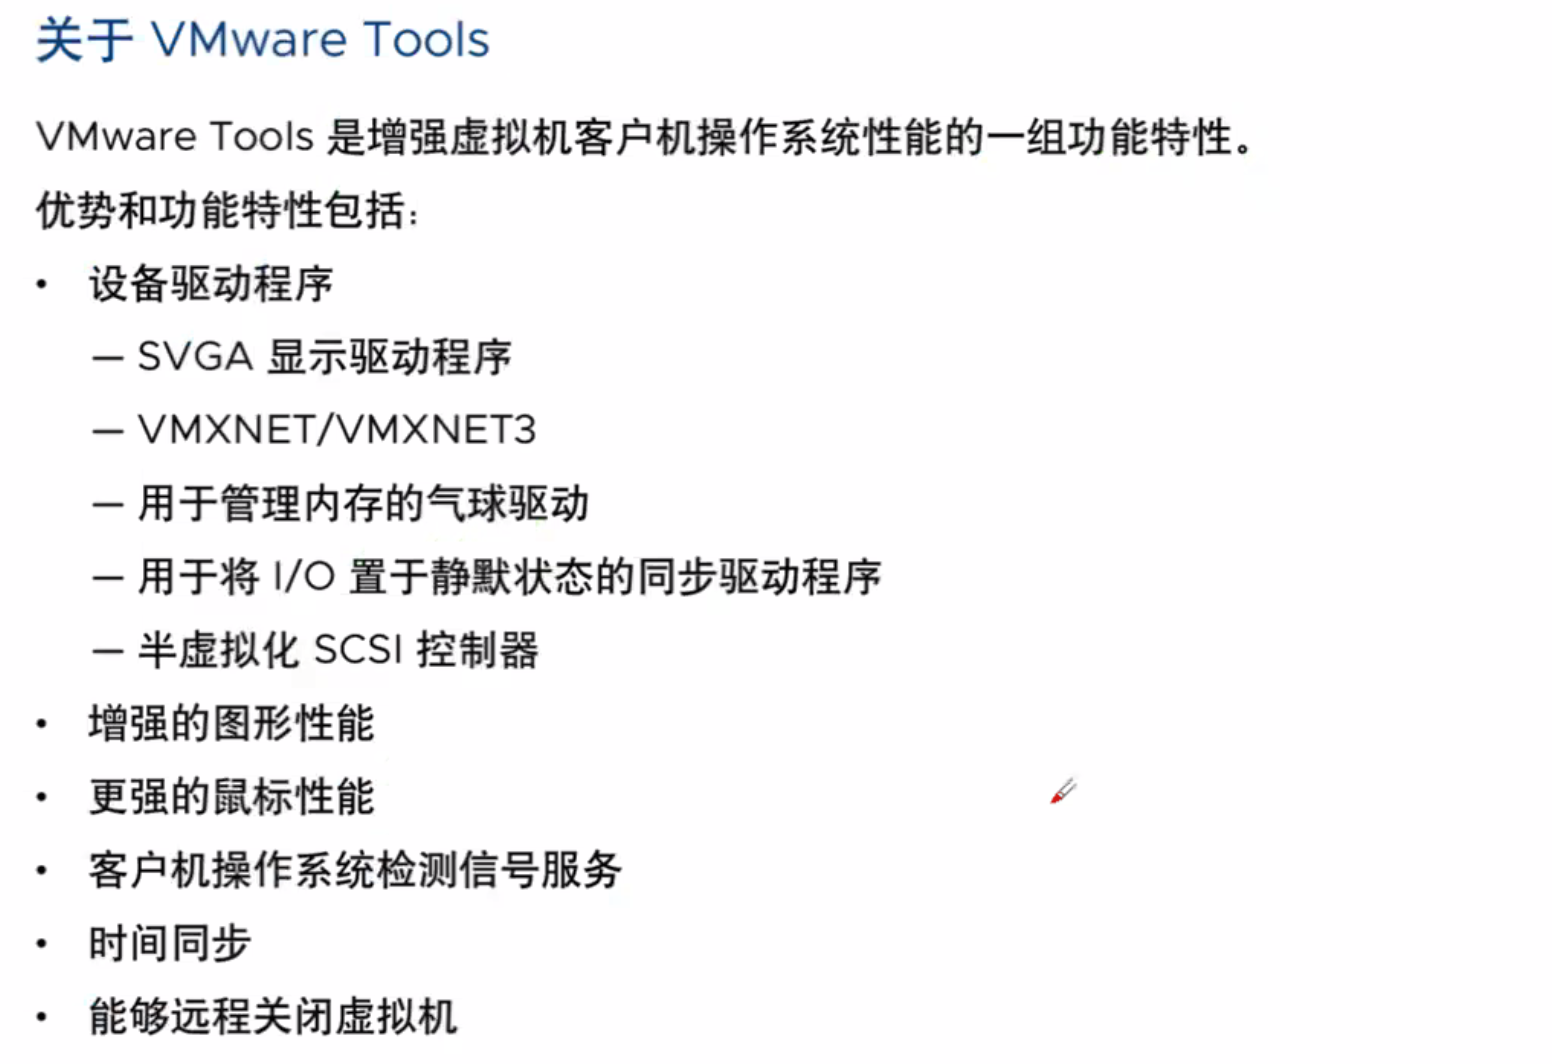 关于 VMware Tools
VMware Tools 是增强虚拟机客户机操作系统性能的一组功能特性。
优势和功能特性包括：
• 设备驱动程序
— SVGA 显示驱动程序
— VMXNET/VMXNET3
— 用于管理内存的气球驱动
— 用于将 I/O 置于静默状态的同步驱动程序
— 半虚拟化 SCSI 控制器
• 增强的图形性能
• 更强的鼠标性能
• 客户机操作系统检测信号服务
• 时间同步
• 能够远程关闭虚拟机